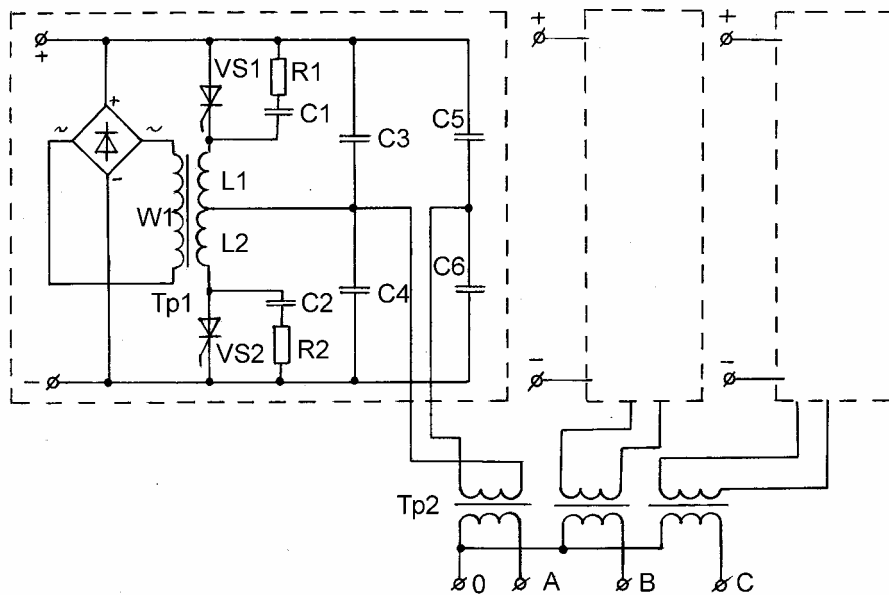 + + +
VS1 R1
C1
+ ~ ~
C3 C5
-
W1 L1
L2
Tp1
C2 C4 C6
VS2 R2
- - -
Tp2
0 A B C